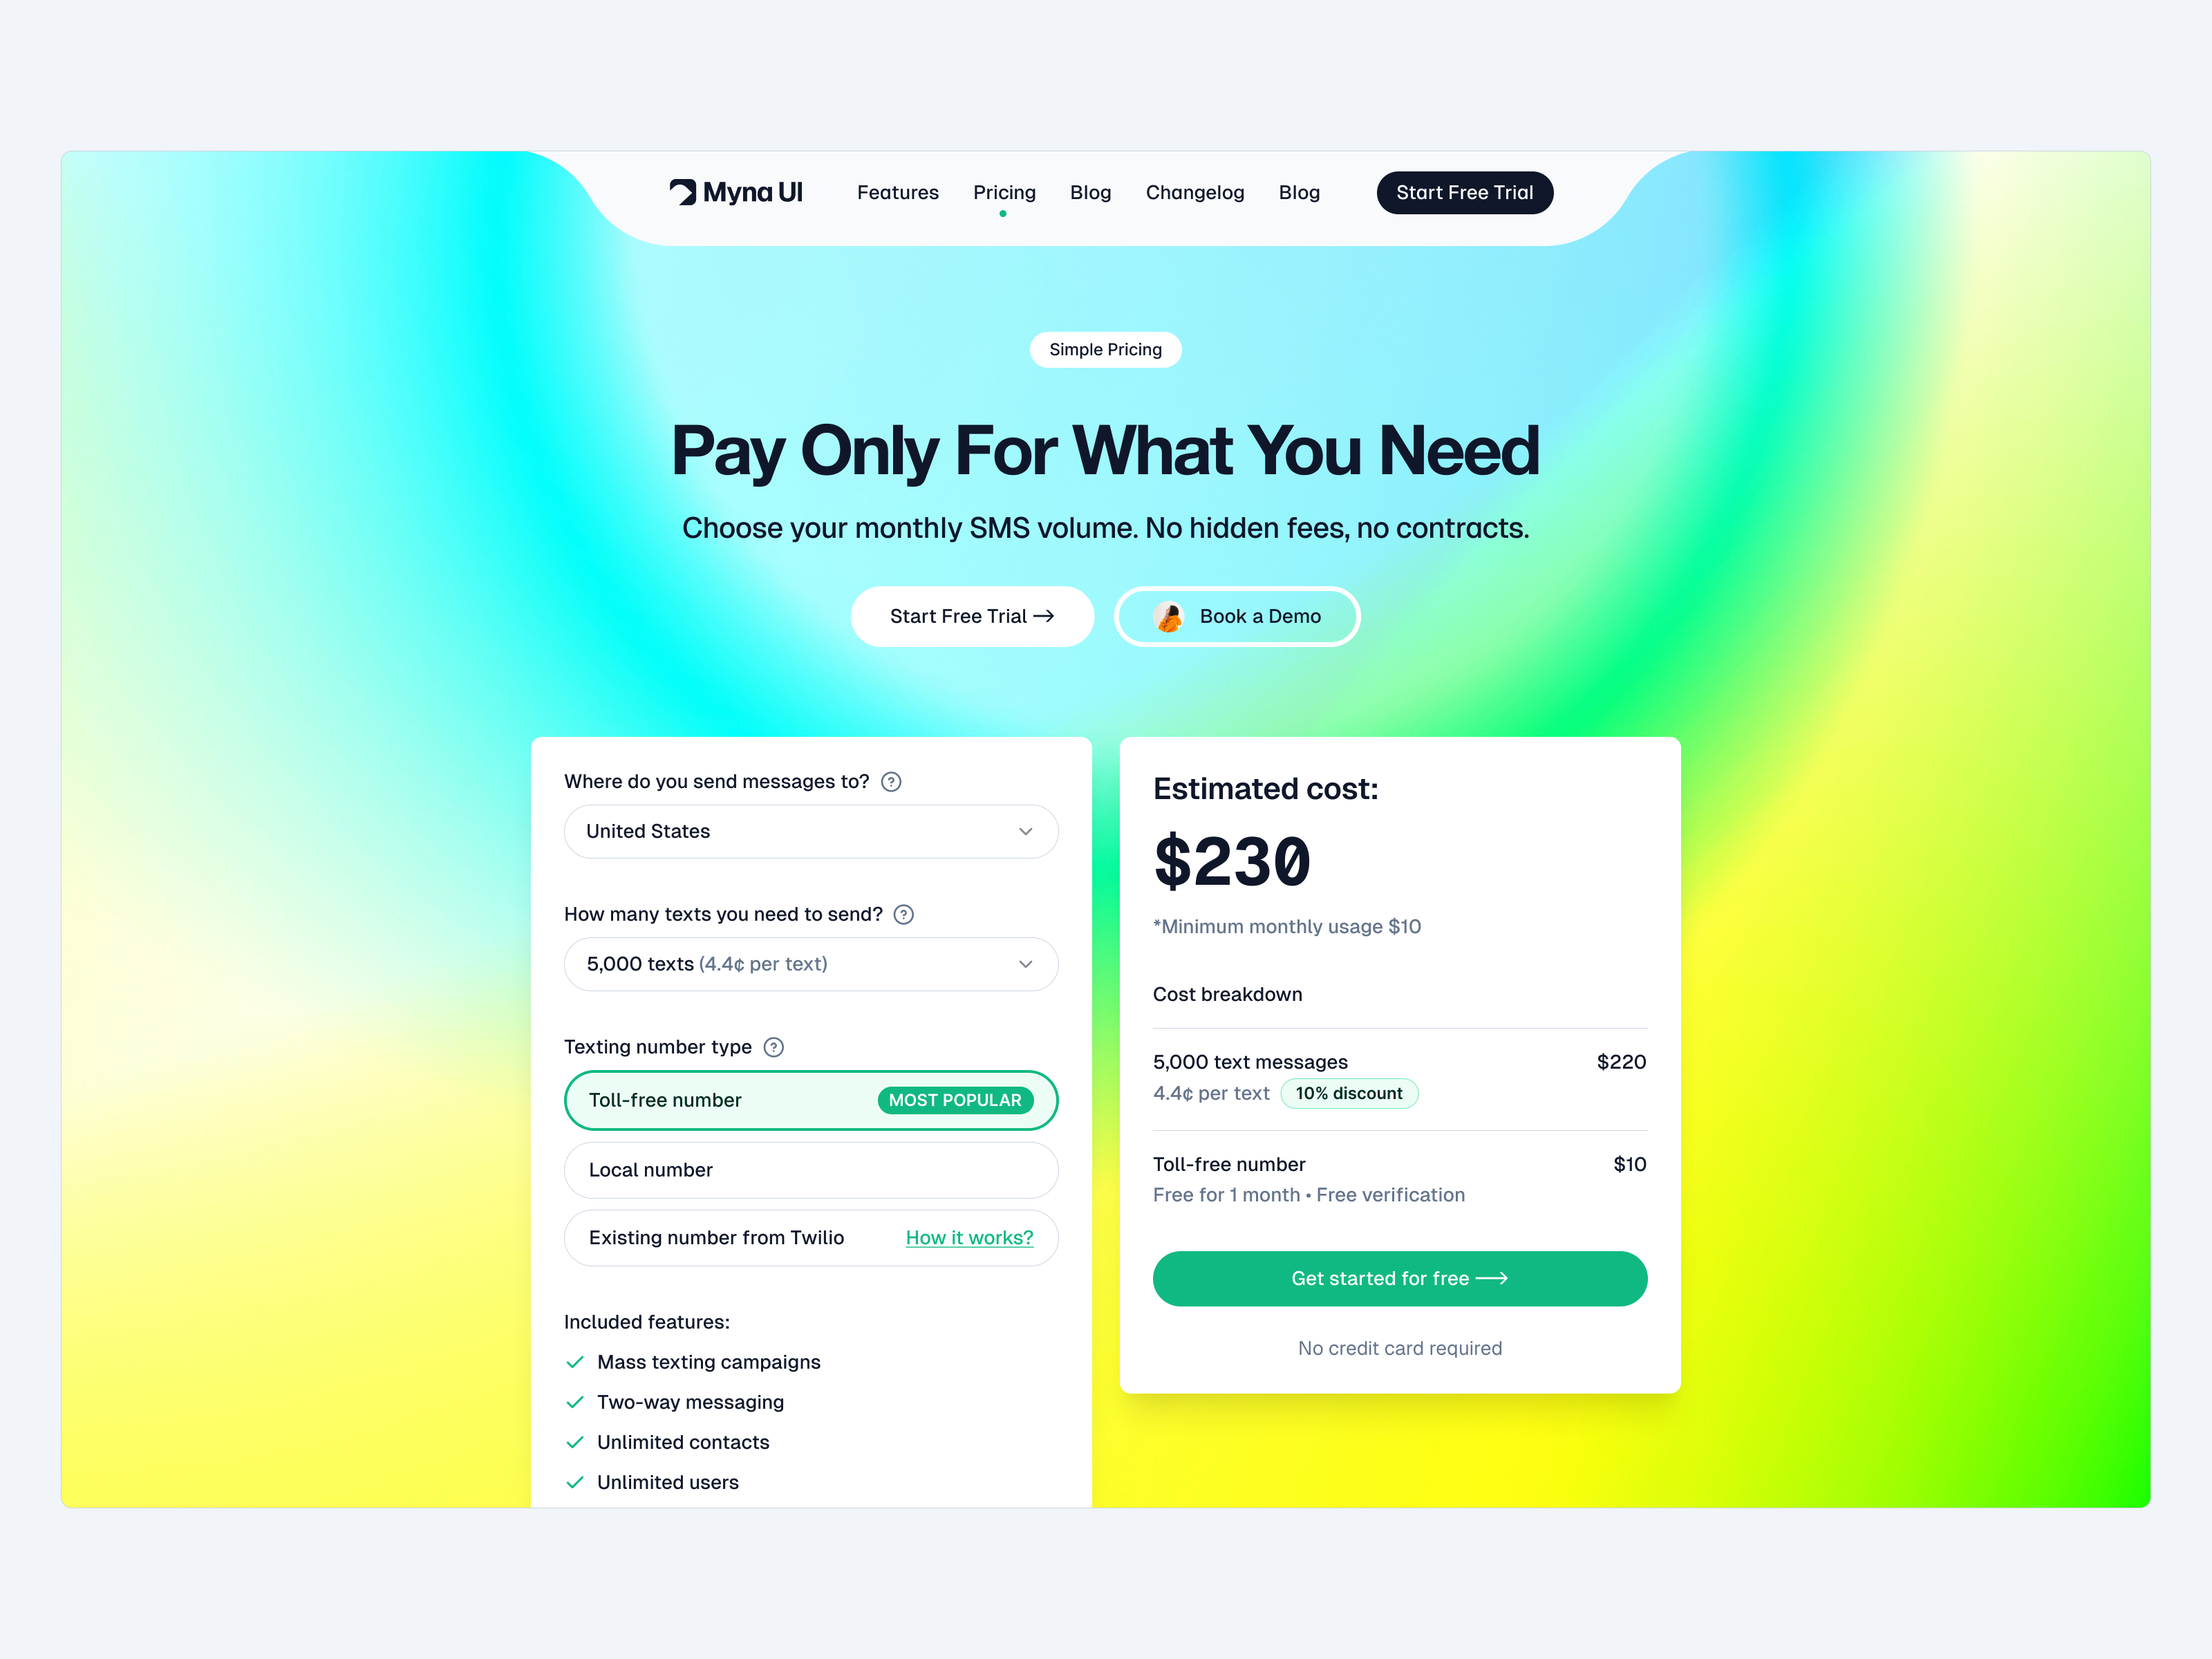 Myna UI
Features
Pricing
Blog
Changelog
Blog
Start Free Trial
Simple Pricing
Pay Only For What You Need
Choose your monthly SMS volume. No hidden fees, no contracts.
Start Free Trial →
Book a Demo
Where do you send messages to? ?
United States
How many texts you need to send? ?
5,000 texts (4.4¢ per text)
Texting number type ?
Toll-free number MOST POPULAR
Local number
Existing number from Twilio How it works?
Included features:
Mass texting campaigns
Two-way messaging
Unlimited contacts
Unlimited users
Estimated cost:
$230
*Minimum monthly usage $10
Cost breakdown
5,000 text messages $220
4.4¢ per text 10% discount
Toll-free number $10
Free for 1 month • Free verification
Get started for free →
No credit card required